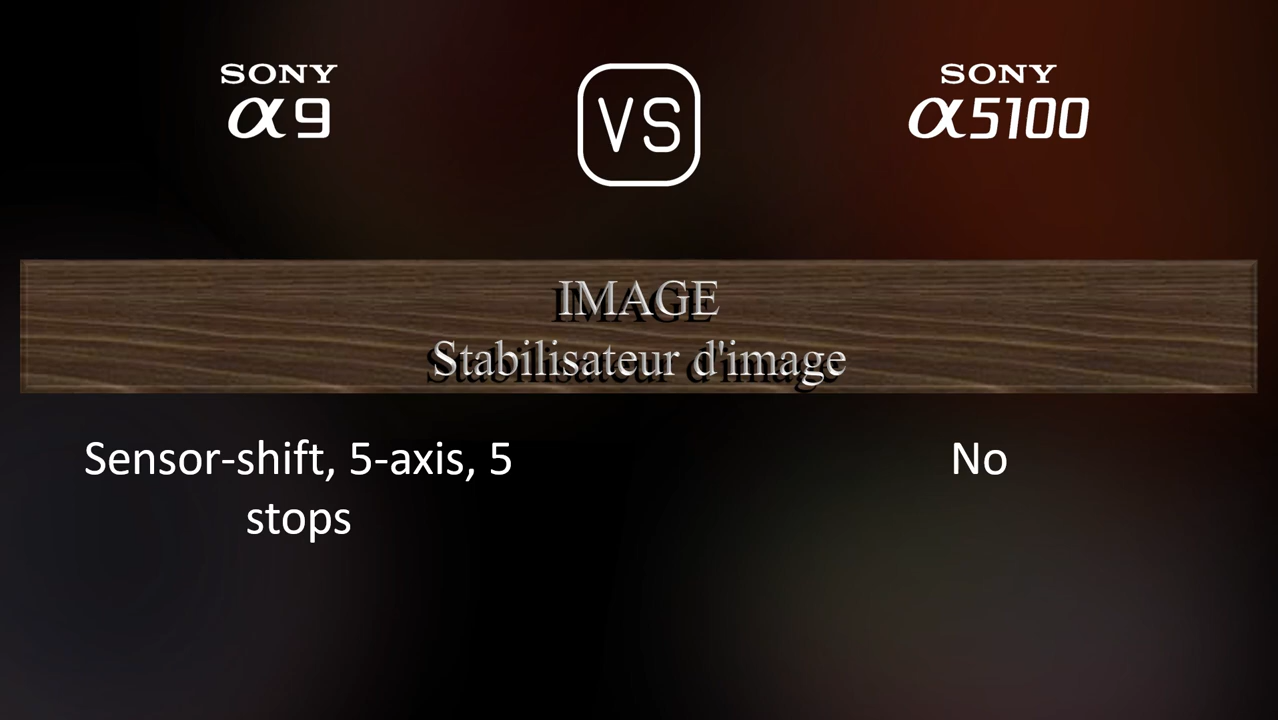 SONY
α9
VS
SONY
α5100
IMAGE
Stabilisateur d'image
Sensor-shift, 5-axis, 5
stops
No